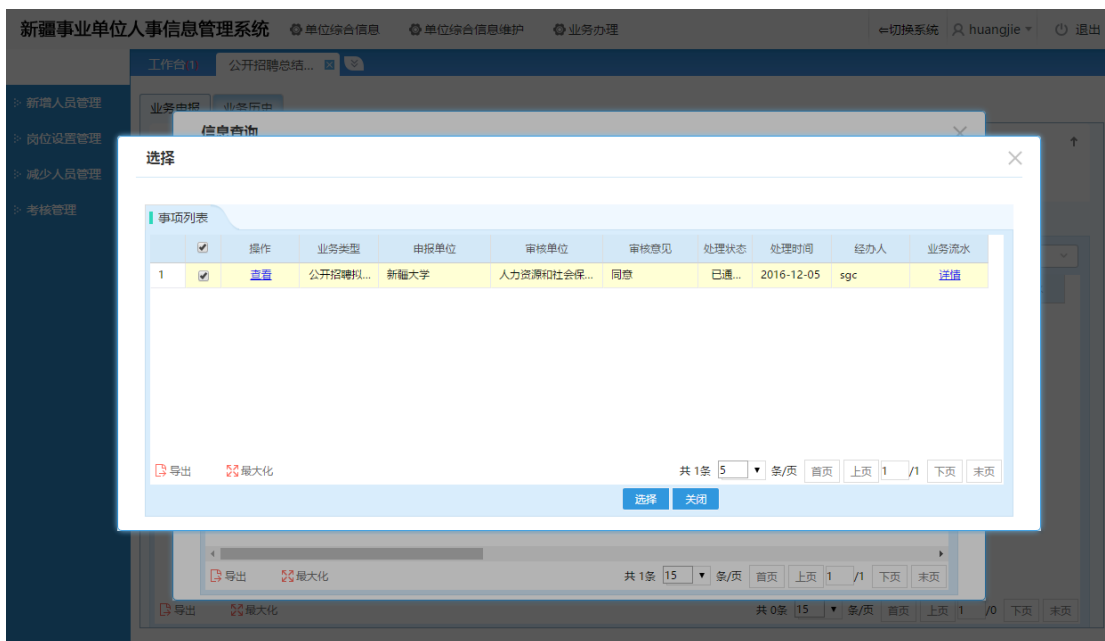 新疆事业单位人事信息管理系统 单位综合信息 单位综合信息维护 业务办理 切换系统 huangjie 退出
工作台1 公开招聘总结...
新增人员管理
岗位设置管理
减少人员管理
考核管理
业务申报 业务历史
信息查询
选择
事项列表
操作 业务类型 申报单位 审核单位 审核意见 处理状态 处理时间 经办人 业务流水
1 查看 公开招聘拟... 新疆大学 人力资源和社会保... 同意 已通... 2016-12-05 sgc 详情
导出 最大化 共 1条 5 条/页 首页 上页 1 /1 下页 末页
选择 关闭
导出 最大化 共 1条 15 条/页 首页 上页 1 /1 下页 末页
导出 最大化 共 0条 15 条/页 首页 上页 1 /0 下页 末页